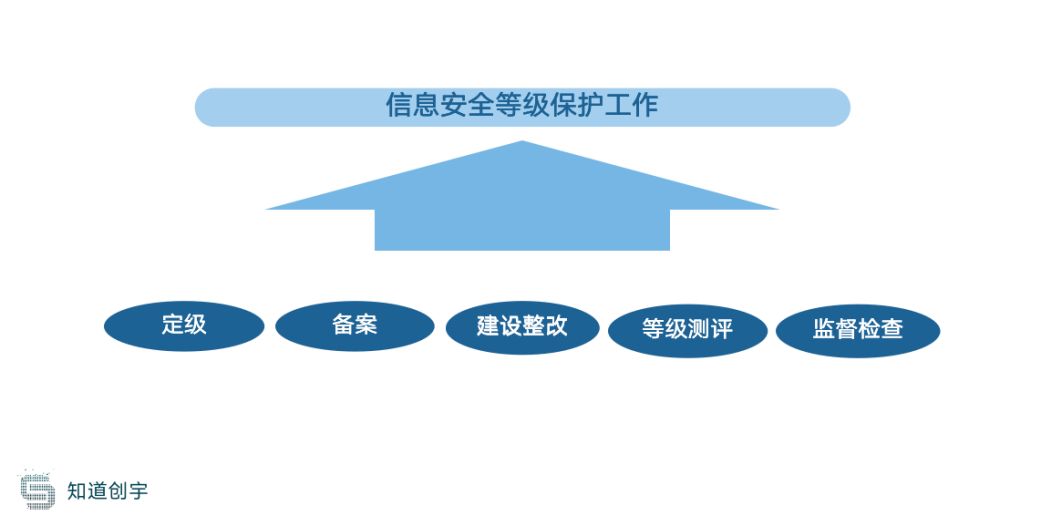 信息安全等级保护工作
定级
备案
建设整改
等级测评
监督检查
知道创宇